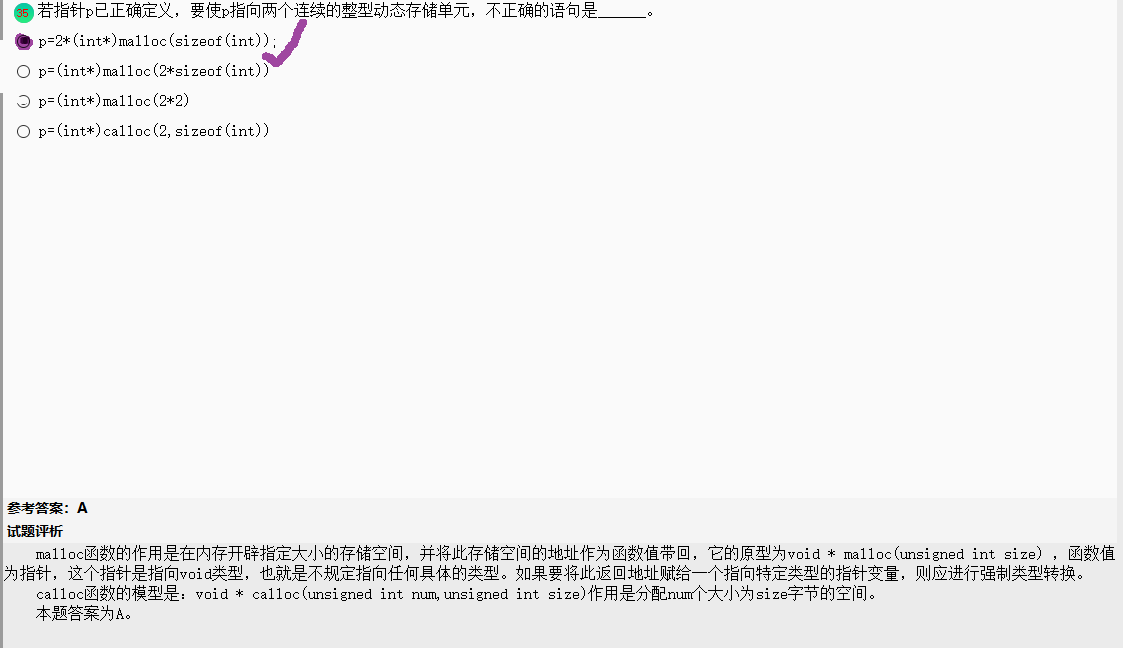 35 若指针p已正确定义，要使p指向两个连续的整型动态存储单元，不正确的语句是______。
p=2*(int*)malloc(sizeof(int));
p=(int*)malloc(2*sizeof(int))
p=(int*)malloc(2*2)
p=(int*)calloc(2,sizeof(int))
参考答案：A
试题评析
malloc函数的作用是在内存开辟指定大小的存储空间，并将此存储空间的地址作为函数值带回，它的原型为void * malloc(unsigned int size) ，函数值
为指针，这个指针是指向void类型，也就是不规定指向任何具体的类型。如果要将此返回地址赋给一个指向特定类型的指针变量，则应进行强制类型转换。
calloc函数的模型是：void * calloc(unsigned int num,unsigned int size)作用是分配num个大小为size字节的空间。
本题答案为A。